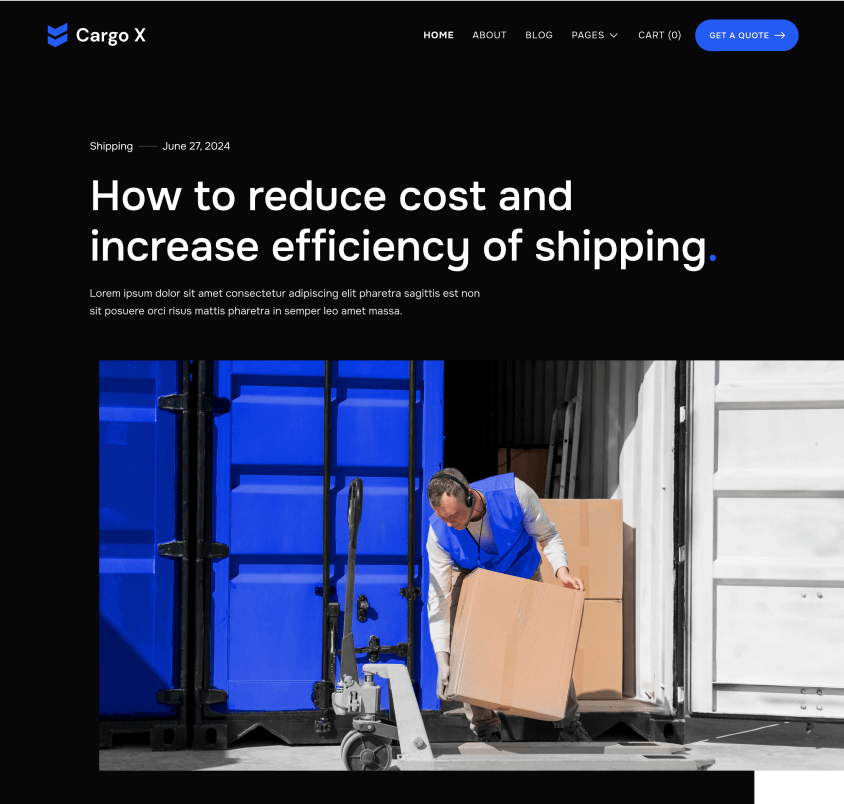 Cargo X
HOME ABOUT BLOG PAGES CART (0) GET A QUOTE
Shipping June 27, 2024
How to reduce cost and
increase efficiency of shipping.
Lorem ipsum dolor sit amet consectetur adipiscing elit pharetra sagittis est non
sit posuere orci risus mattis pharetra in semper leo amet massa.